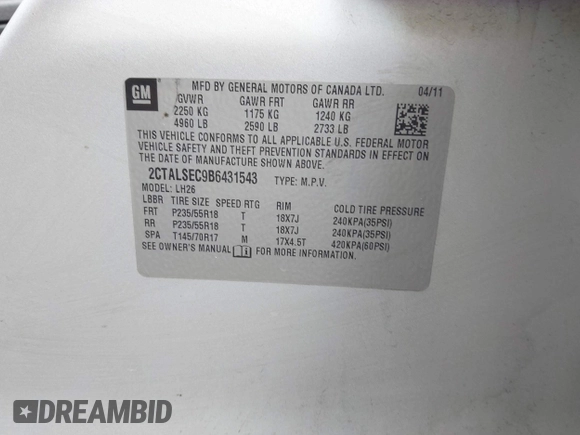 GM
MFD BY GENERAL MOTORS OF CANADA LTD. 04/11
GVWR GAWR FRT GAWR RR
2250 KG 1175 KG 1240 KG
4960 LB 2590 LB 2733 LB
THIS VEHICLE CONFORMS TO ALL APPLICABLE U.S. FEDERAL MOTOR
VEHICLE SAFETY AND THEFT PREVENTION STANDARDS IN EFFECT ON
THE DATE OF MANUFACTURE SHOWN ABOVE.
2CTALSEC9B6431543 TYPE: M.P.V.
MODEL: LH26
LBBR TIRE SIZE SPEED RTG RIM COLD TIRE PRESSURE
FRT P235/55R18 T 18X7J 240KPA(35PSI)
RR P235/55R18 T 18X7J 240KPA(35PSI)
SPA T145/70R17 M 17X4.5T 420KPA(60PSI)
SEE OWNER'S MANUAL FOR MORE INFORMATION.
DREAMBID